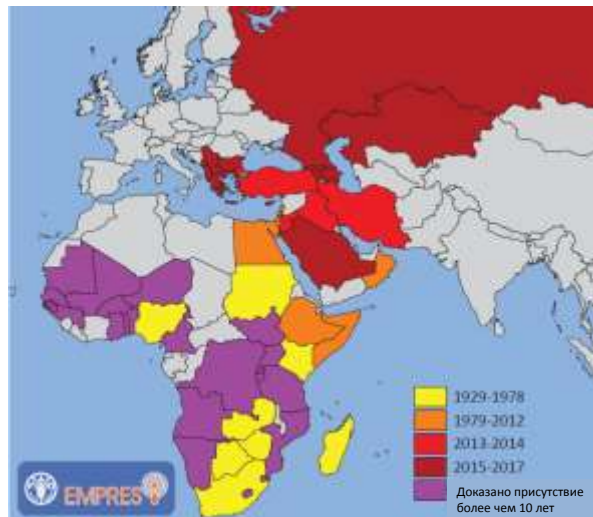 1929-1978
1979-2012
2013-2014
2015-2017
Доказано присутствие
более чем 10 лет
EMPRES